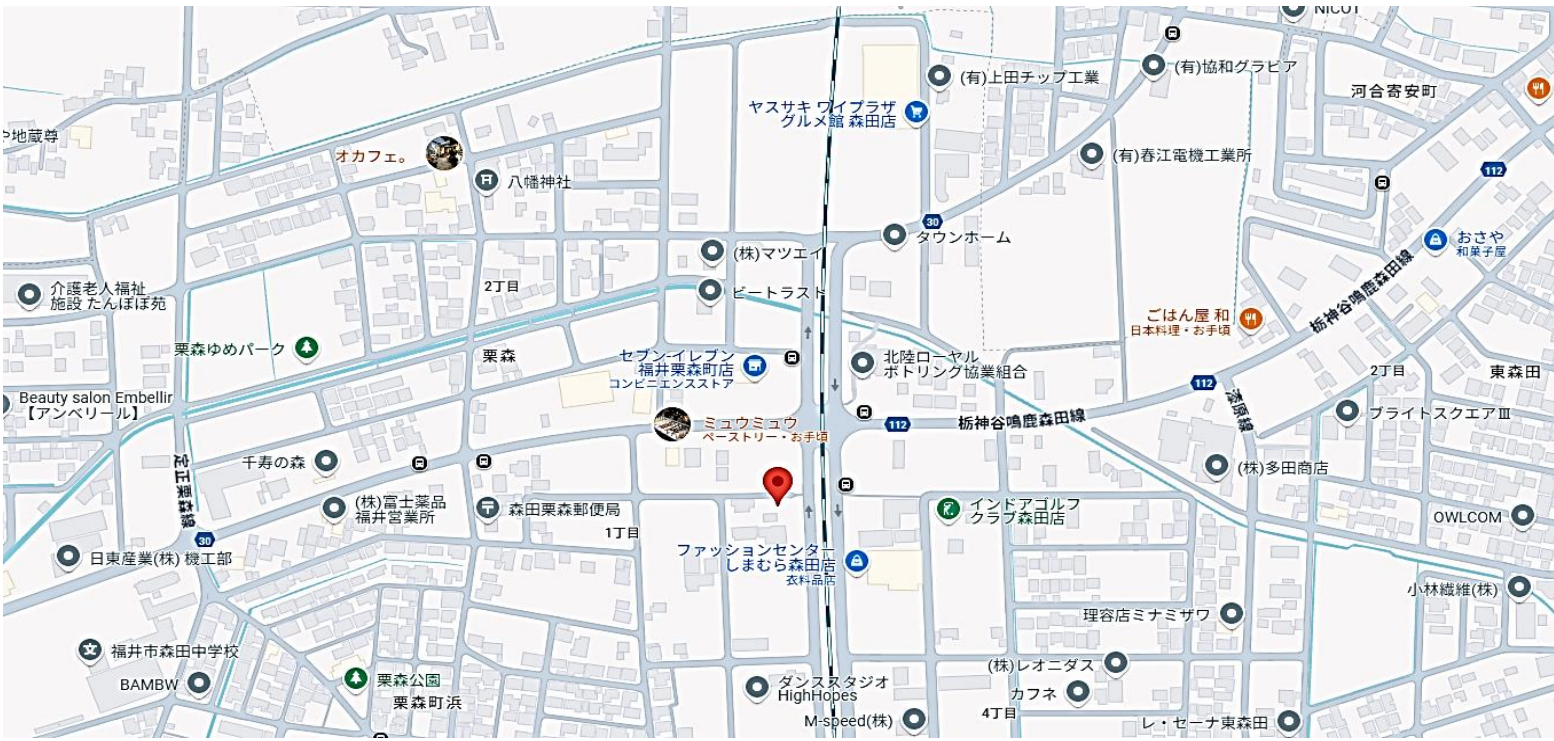 NICOT
(有)上田チップ工業
(有)協和グラビア
河合寄安町
ヤスサキ ワイプラザ
グルメ館 森田店
や地蔵尊
オカフェ。
(有)春江電機工業所
112
八幡神社
30
タウンホーム
おさや
和菓子屋
(株)マツエイ
栃神谷鳴鹿森田線
介護老人福祉
施設 たんぽぽ苑
2丁目
ビートラスト
ごはん屋 和
日本料理・お手頃
栗森ゆめパーク
栗森
セブン-イレブン
福井栗森町店
コンビニエンスストア
北陸ローヤル
ボトリング協業組合
2丁目
東森田
112
Beauty salon Embellir
【アンベリール】
ミュウミュウ
ペーストリー・お手頃
112
栃神谷鳴鹿森田線
漆原線
ブライトスクエアⅢ
千寿の森
定正栗森線
(株)多田商店
(株)富士薬品
福井営業所
森田栗森郵便局
インドアゴルフ
クラブ森田店
OWLCOM
1丁目
30
日東産業(株) 機工部
ファッションセンター
しまむら森田店
衣料品店
小林繊維(株)
理容店ミナミザワ
福井市森田中学校
BAMBW
栗森公園
栗森町浜
ダンススタジオ
HighHopes
(株)レオニダス
カフネ
M-speed(株)
4丁目
レ・セーナ東森田